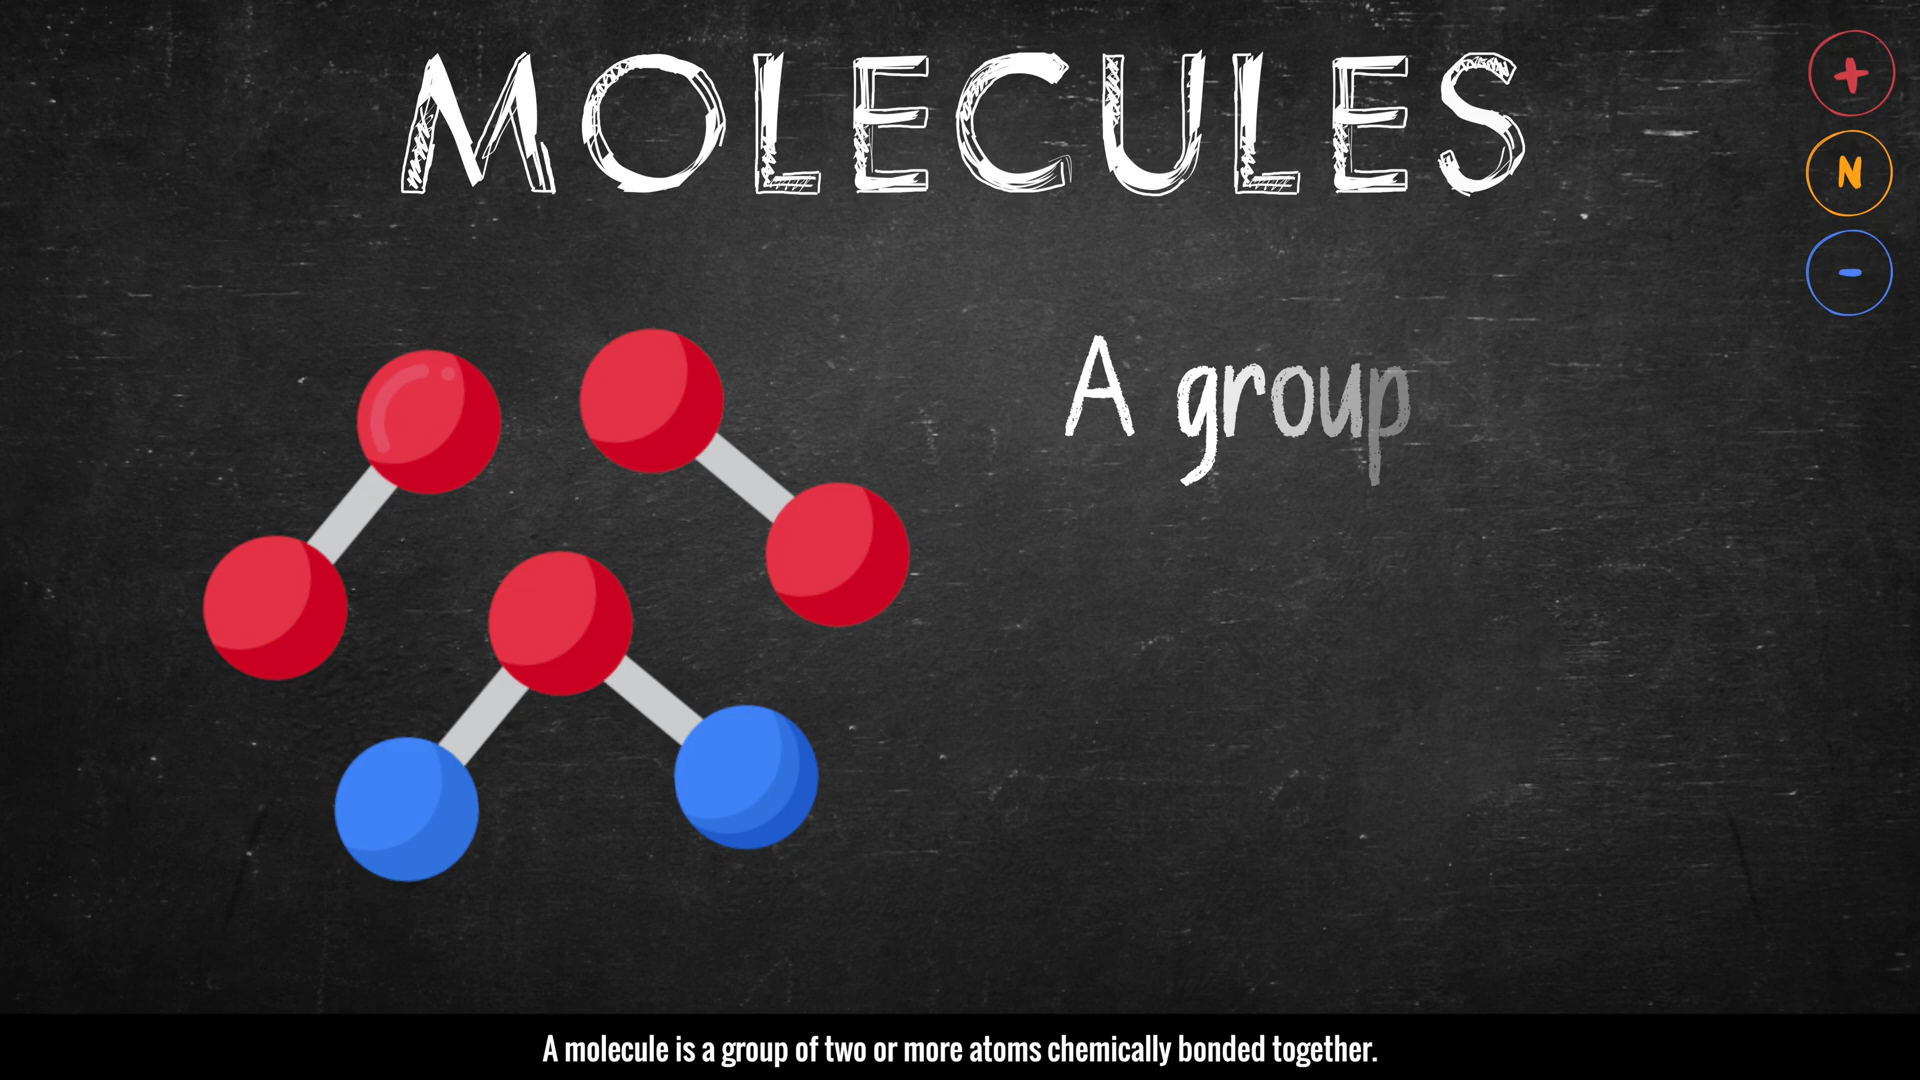 MOLECULES
+
N
-
A group
A molecule is a group of two or more atoms chemically bonded together.